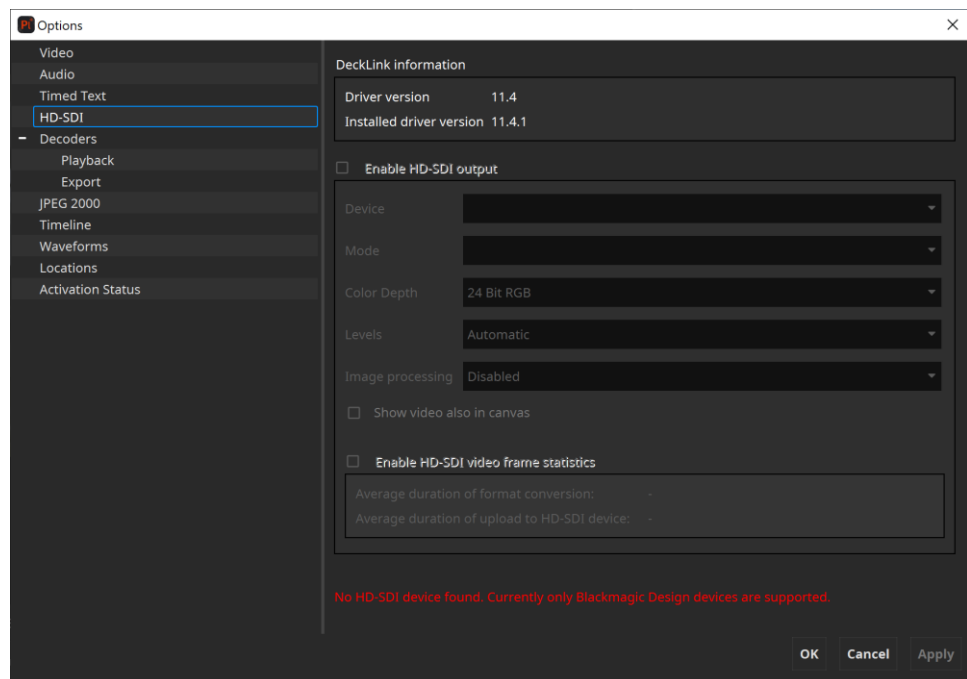 Pi Options
Video
Audio
Timed Text
HD-SDI
Decoders
Playback
Export
JPEG 2000
Timeline
Waveforms
Locations
Activation Status
DeckLink information
Driver version 11.4
Installed driver version 11.4.1
Enable HD-SDI output
Device
Mode
Color Depth 24 Bit RGB
Levels Automatic
Image processing Disabled
Show video also in canvas
Enable HD-SDI video frame statistics
Average duration of format conversion: -
Average duration of upload to HD-SDI device: -
No HD-SDI device found. Currently only Blackmagic Design devices are supported.
OK Cancel Apply